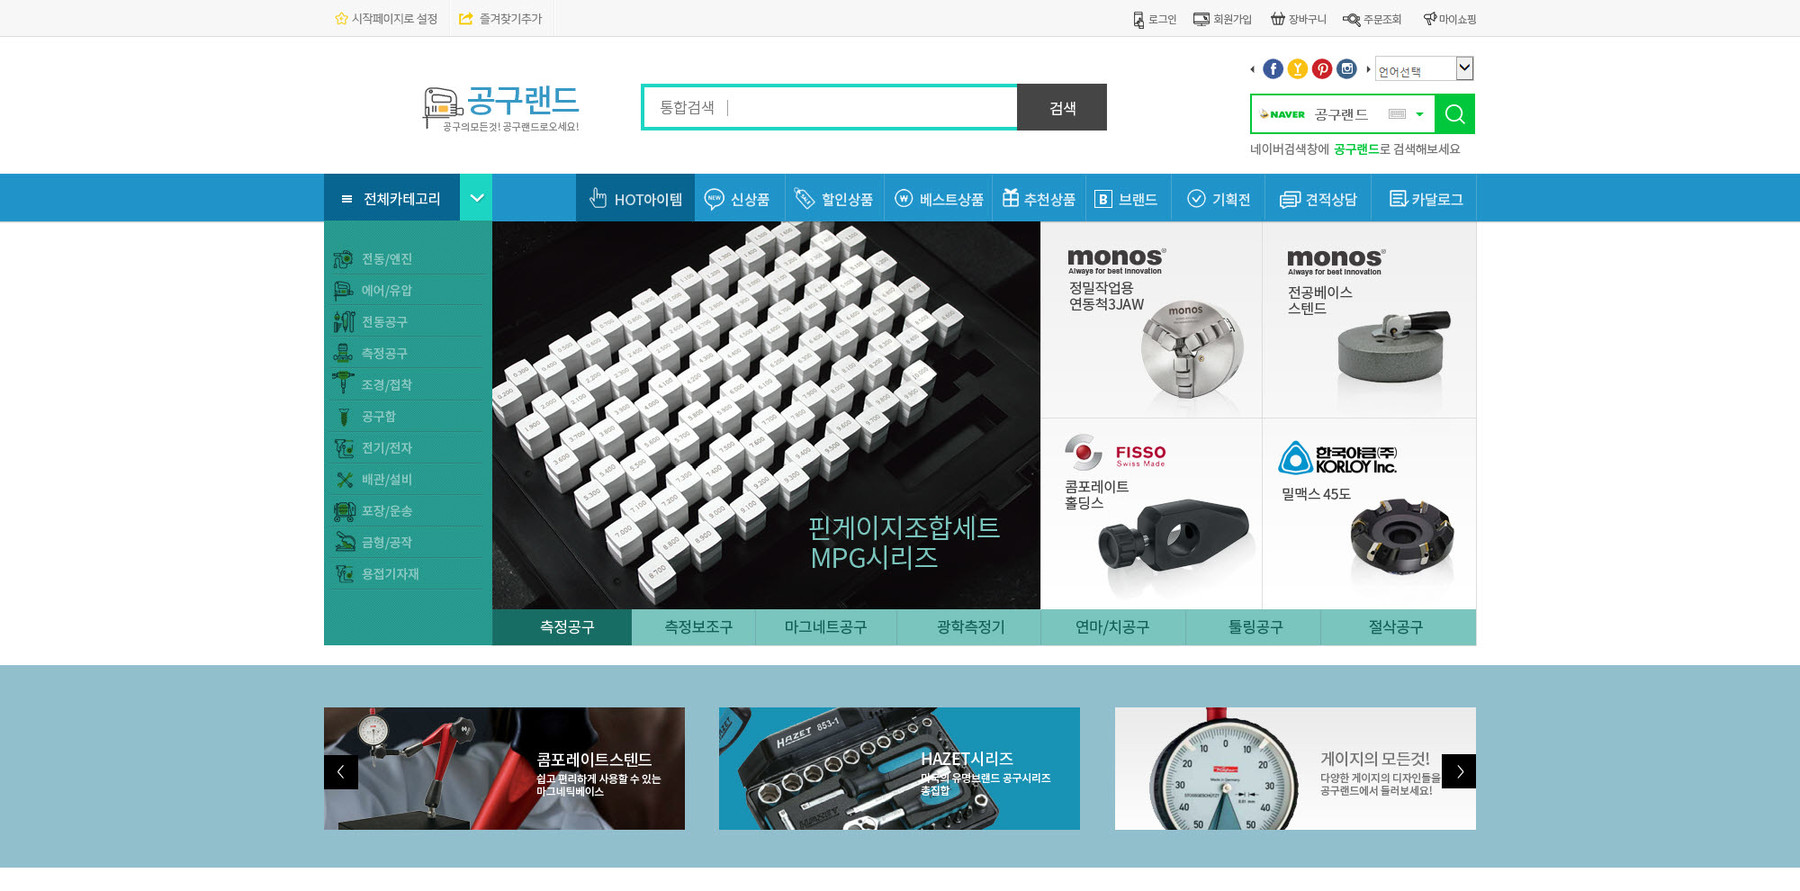 시작페이지로 설정
즐겨찾기추가
로그인
회원가입
장바구니
주문조회
마이쇼핑
공구랜드
공구의모든것! 공구랜드로오세요!
통합검색
검색
언어선택
NAVER 공구랜드
네이버검색창에 공구랜드로 검색해보세요
전체카테고리
HOT아이템
신상품
할인상품
베스트상품
추천상품
브랜드
기획전
견적상담
카달로그
전동/엔진
에어/유압
전동공구
측정공구
조경/접착
공구함
전기/전자
배관/설비
포장/운송
금형/공작
용접기자재
핀게이지조합세트
MPG시리즈
monos
Always for best innovation
정밀작업용
연동척3JAW
monos
monos
Always for best innovation
전공베이스
스텐드
FISSO
Swiss Made
콤포레이트
홀딩스
한국야금(주)
KORLOY Inc.
밀맥스 45도
측정공구
측정보조구
마그네트공구
광학측정기
연마/치공구
툴링공구
절삭공구
콤포레이트스텐드
쉽고 편리하게 사용할 수 있는
마그네틱베이스
HAZET 853-1
HAZET시리즈
미국의 유명브랜드 공구시리즈
총집합
게이지의 모든것!
다양한 게이지의 디자인들을
공구랜드에서 둘러보세요!
10 0 10
20 20
30 30
40 40
50 50